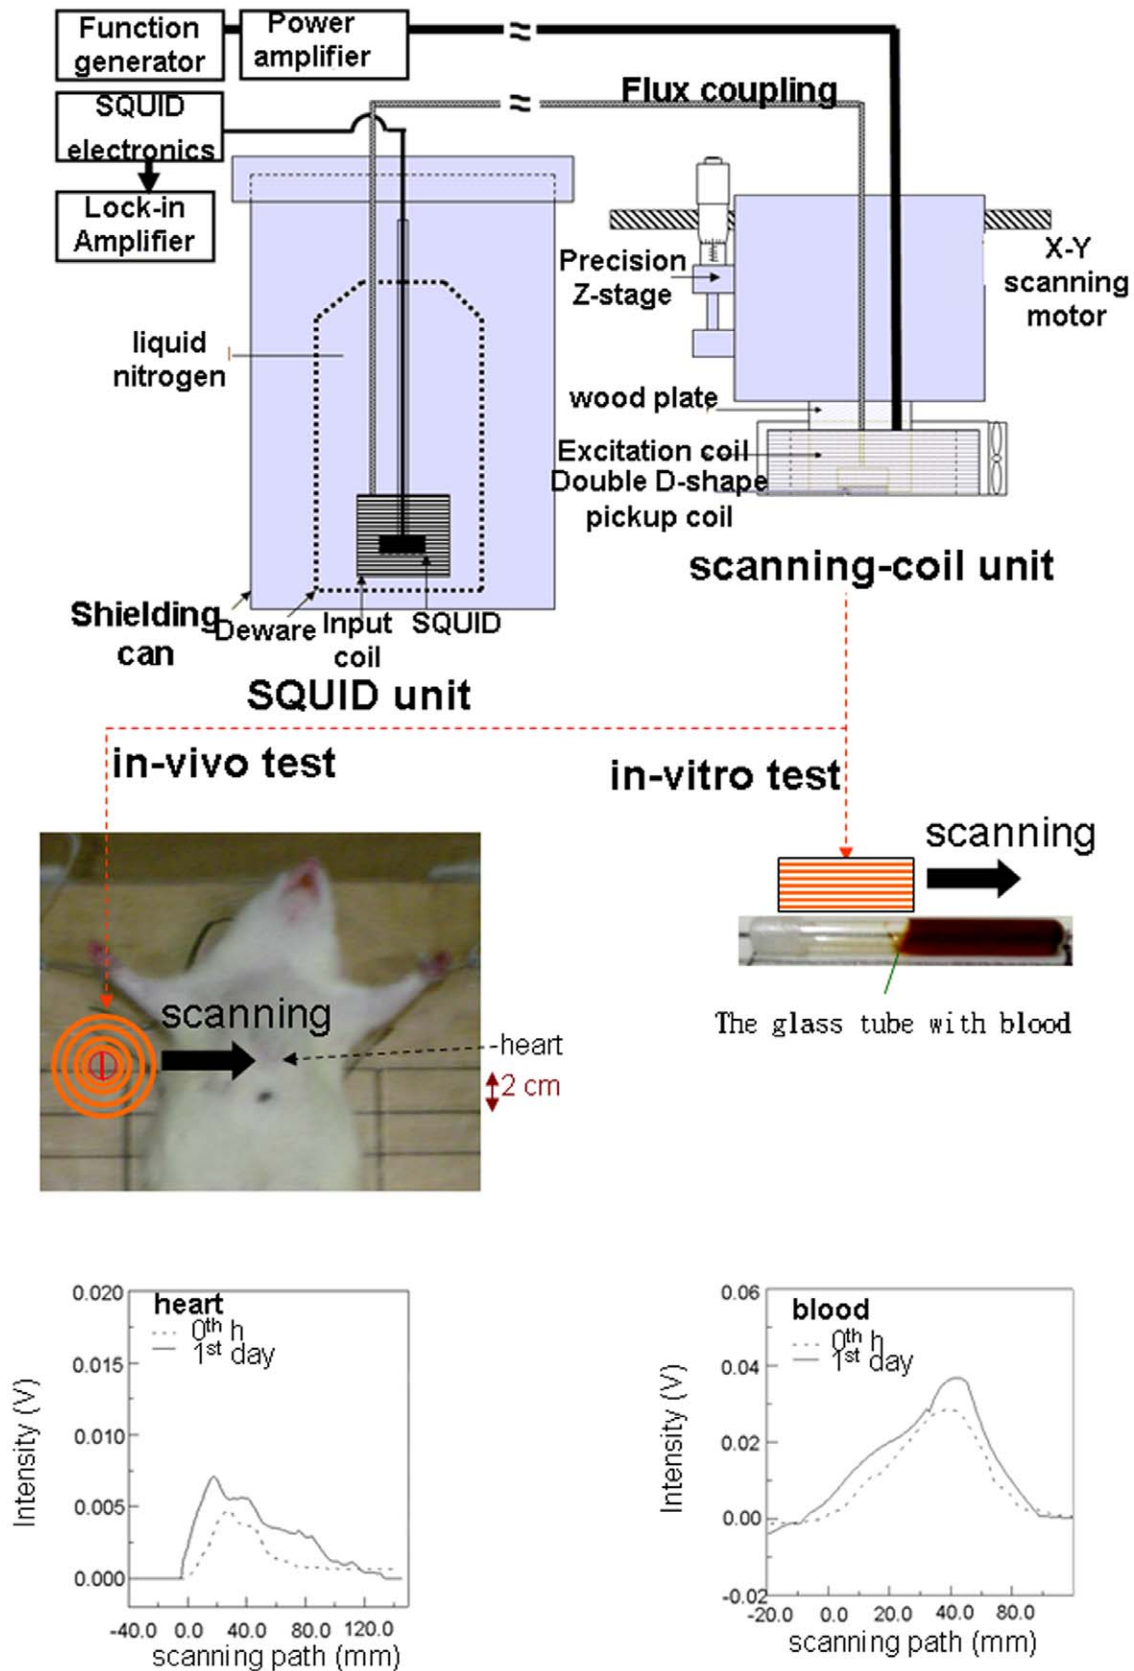 Function
generator
Power
amplifier
SQUID
electronics
Lock-in
Amplifier
Flux coupling
Precision
Z-stage
X-Y
scanning
motor
liquid
nitrogen
wood plate
Excitation coil
Double D-shape
pickup coil
scanning-coil unit
Shielding
can
Deware
Input
coil
SQUID
SQUID unit
in-vivo test
in-vitro test
scanning
The glass tube with blood
scanning
heart
2 cm
0.020
0.015
0.010
0.005
0.000
Intensity (V)
heart
0th h
1st day
-40.0 0.0 40.0 80.0 120.0
scanning path (mm)
0.06
0.04
0.02
0.00
-0.02
Intensity (V)
blood
0th h
1st day
-20.0 0.0 20.0 40.0 80.0
scanning path (mm)